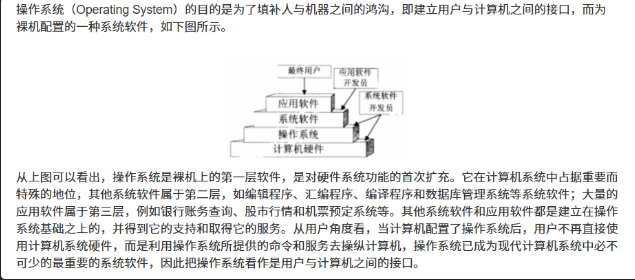 操作系统（Operating System）的目的是为了填补人与机器之间的鸿沟，即建立用户与计算机之间的接口，而为
裸机配置的一种系统软件，如下图所示。
最终用户
应用软件
开发员
系统软件
开发员
应用软件
系统软件
操作系统
计算机硬件
从上图可以看出，操作系统是裸机上的第一层软件，是对硬件系统功能的首次扩充。它在计算机系统中占据重要而
特殊的地位，其他系统软件属于第二层，如编辑程序、汇编程序、编译程序和数据库管理系统等系统软件；大量的
应用软件属于第三层，例如银行账务查询、股市行情和机票预定系统等。其他系统软件和应用软件都是建立在操作
系统基础之上的，并得到它的支持和取得它的服务。从用户角度看，当计算机配置了操作系统后，用户不再直接使
用计算机系统硬件，而是利用操作系统所提供的命令和服务去操纵计算机，操作系统已成为现代计算机系统中必不
可少的最重要的系统软件，因此把操作系统看作是用户与计算机之间的接口。